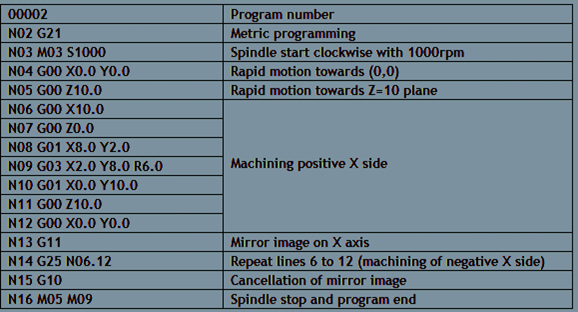 00002 Program number
N02 G21 Metric programming
N03 M03 S1000 Spindle start clockwise with 1000rpm
N04 G00 X0.0 Y0.0 Rapid motion towards (0,0)
N05 G00 Z10.0 Rapid motion towards Z=10 plane
N06 G00 X10.0
N07 G00 Z0.0
N08 G01 X8.0 Y2.0
N09 G03 X2.0 Y8.0 R6.0
Machining positive X side
N10 G01 X0.0 Y10.0
N11 G00 Z10.0
N12 G00 X0.0 Y0.0
N13 G11 Mirror image on X axis
N14 G25 N06.12 Repeat lines 6 to 12 (machining of negative X side)
N15 G10 Cancellation of mirror image
N16 M05 M09 Spindle stop and program end